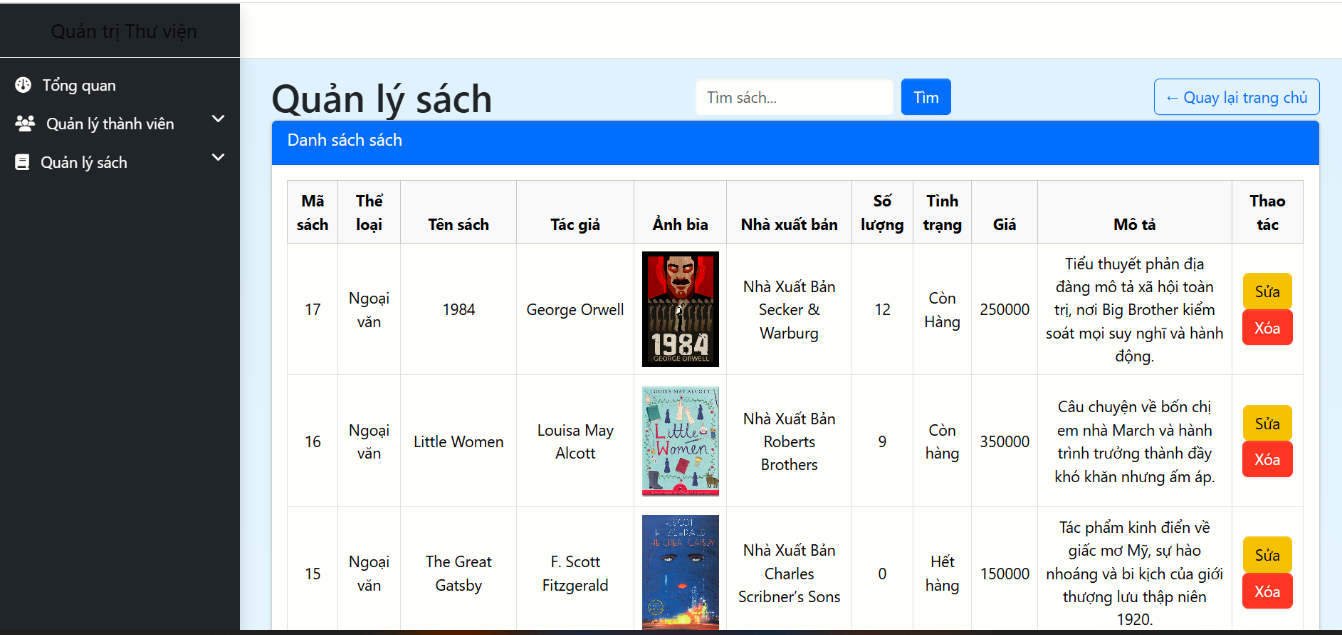 Quản trị Thư viện
Tổng quan
Quản lý thành viên
Quản lý sách
Quản lý sách
Tìm sách...
Tìm
← Quay lại trang chủ
Danh sách sách
Mã
sách
Thể
loại
Tên sách
Tác giả
Ảnh bìa
Nhà xuất bản
Số
lượng
Tình
trạng
Giá
Mô tả
Thao
tác
17
Ngoại
văn
1984
George Orwell
1984
GEORGE ORWELL
Nhà Xuất Bản
Secker &
Warburg
12
Còn
Hàng
250000
Tiểu thuyết phản địa
đàng mô tả xã hội toàn
trị, nơi Big Brother kiểm
soát mọi suy nghĩ và hành
động.
Sửa
Xóa
16
Ngoại
văn
Little Women
Louisa May
Alcott
LOUISA MAY ALCOTT
Little
Women
Nhà Xuất Bản
Roberts
Brothers
9
Còn
hàng
350000
Câu chuyện về bốn chị
em nhà March và hành
trình trưởng thành đầy
khó khăn nhưng ấm áp.
Sửa
Xóa
15
Ngoại
văn
The Great
Gatsby
F. Scott
Fitzgerald
Nhà Xuất Bản
Charles
Scribner's Sons
0
Hết
hàng
150000
Tác phẩm kinh điển về
giấc mơ Mỹ, sự hào
nhoáng và bi kịch của giới
thượng lưu thập niên
1920.
Sửa
Xóa